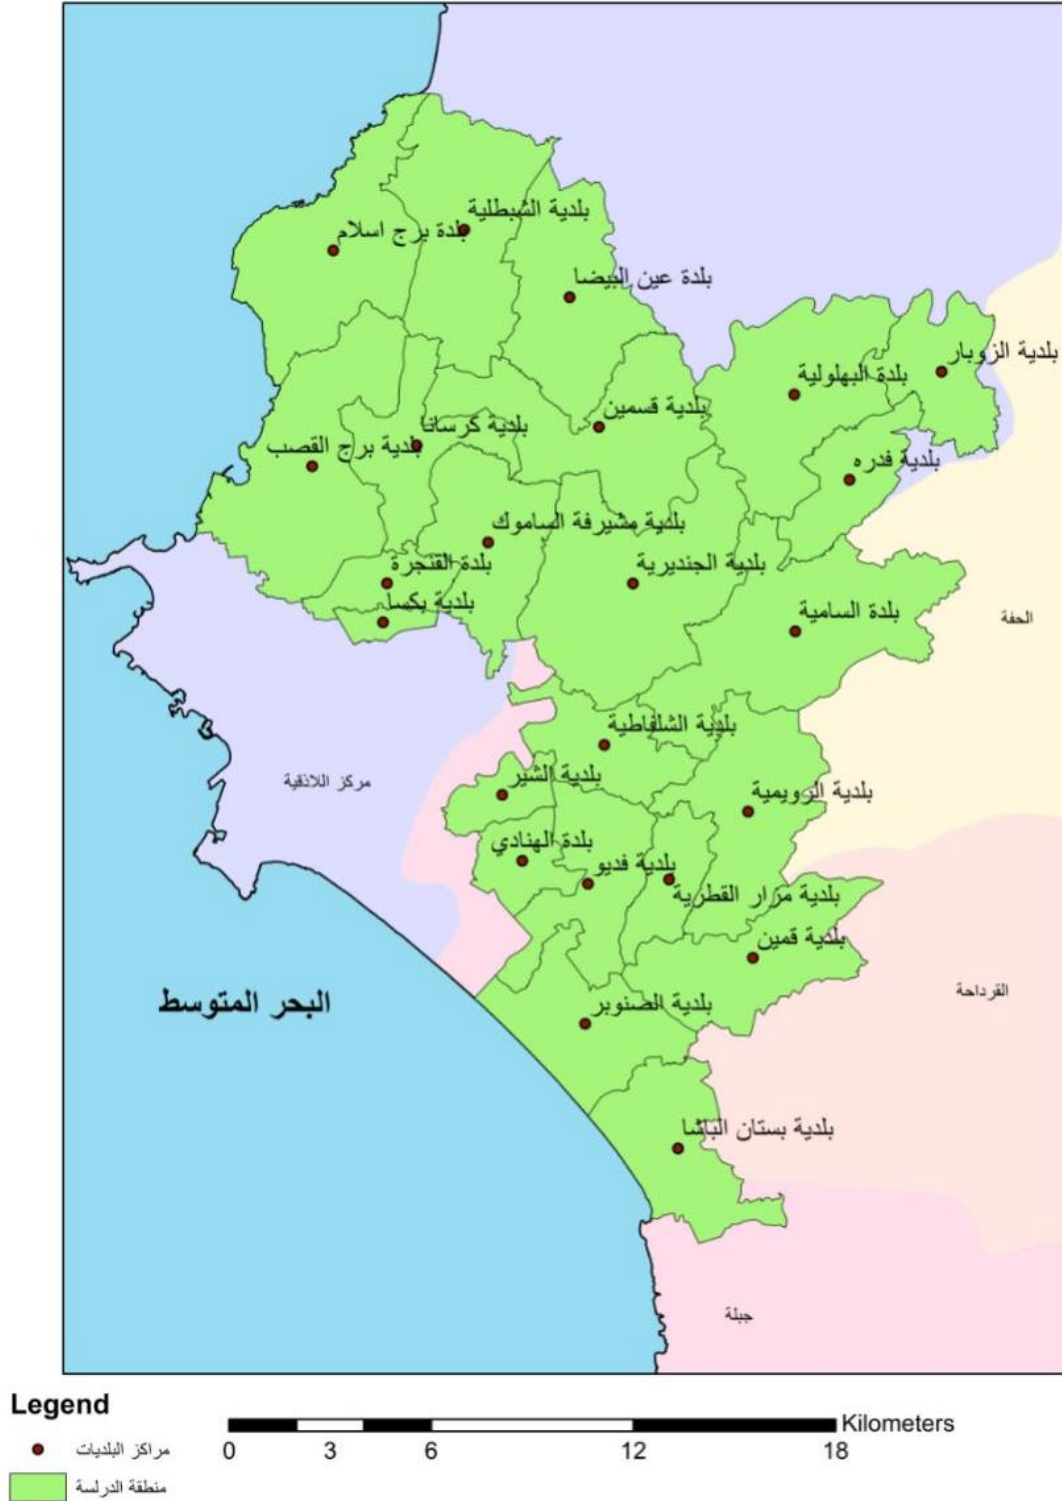 بلدية الشبطلية
بلدة برج اسلام
بلدة عين البيضا
بلدية الزوبار
بلدة البهلولية
بلدية قسمين
بلدية كرسانا
بلدية برج القصب
بلدية فدره
بلدية مشيرفة الساموك
بلدة القنجرة
بلدية الجنديرية
بلدية بكسا
بلدة السامية
الحفة
بلدية الشلفاطية
بلدية الشير
مركز اللاذقية
بلدية الرويمية
بلدة الهنادي
بلدية فديو
بلدية مزار القطرية
بلدية قمين
القرداحة
البحر المتوسط
بلدية الصنوبر
بلدية بستان الباشا
جبلة
Legend
مراكز البلديات
منطقة الدرلسة
Kilometers
0 3 6 12 18